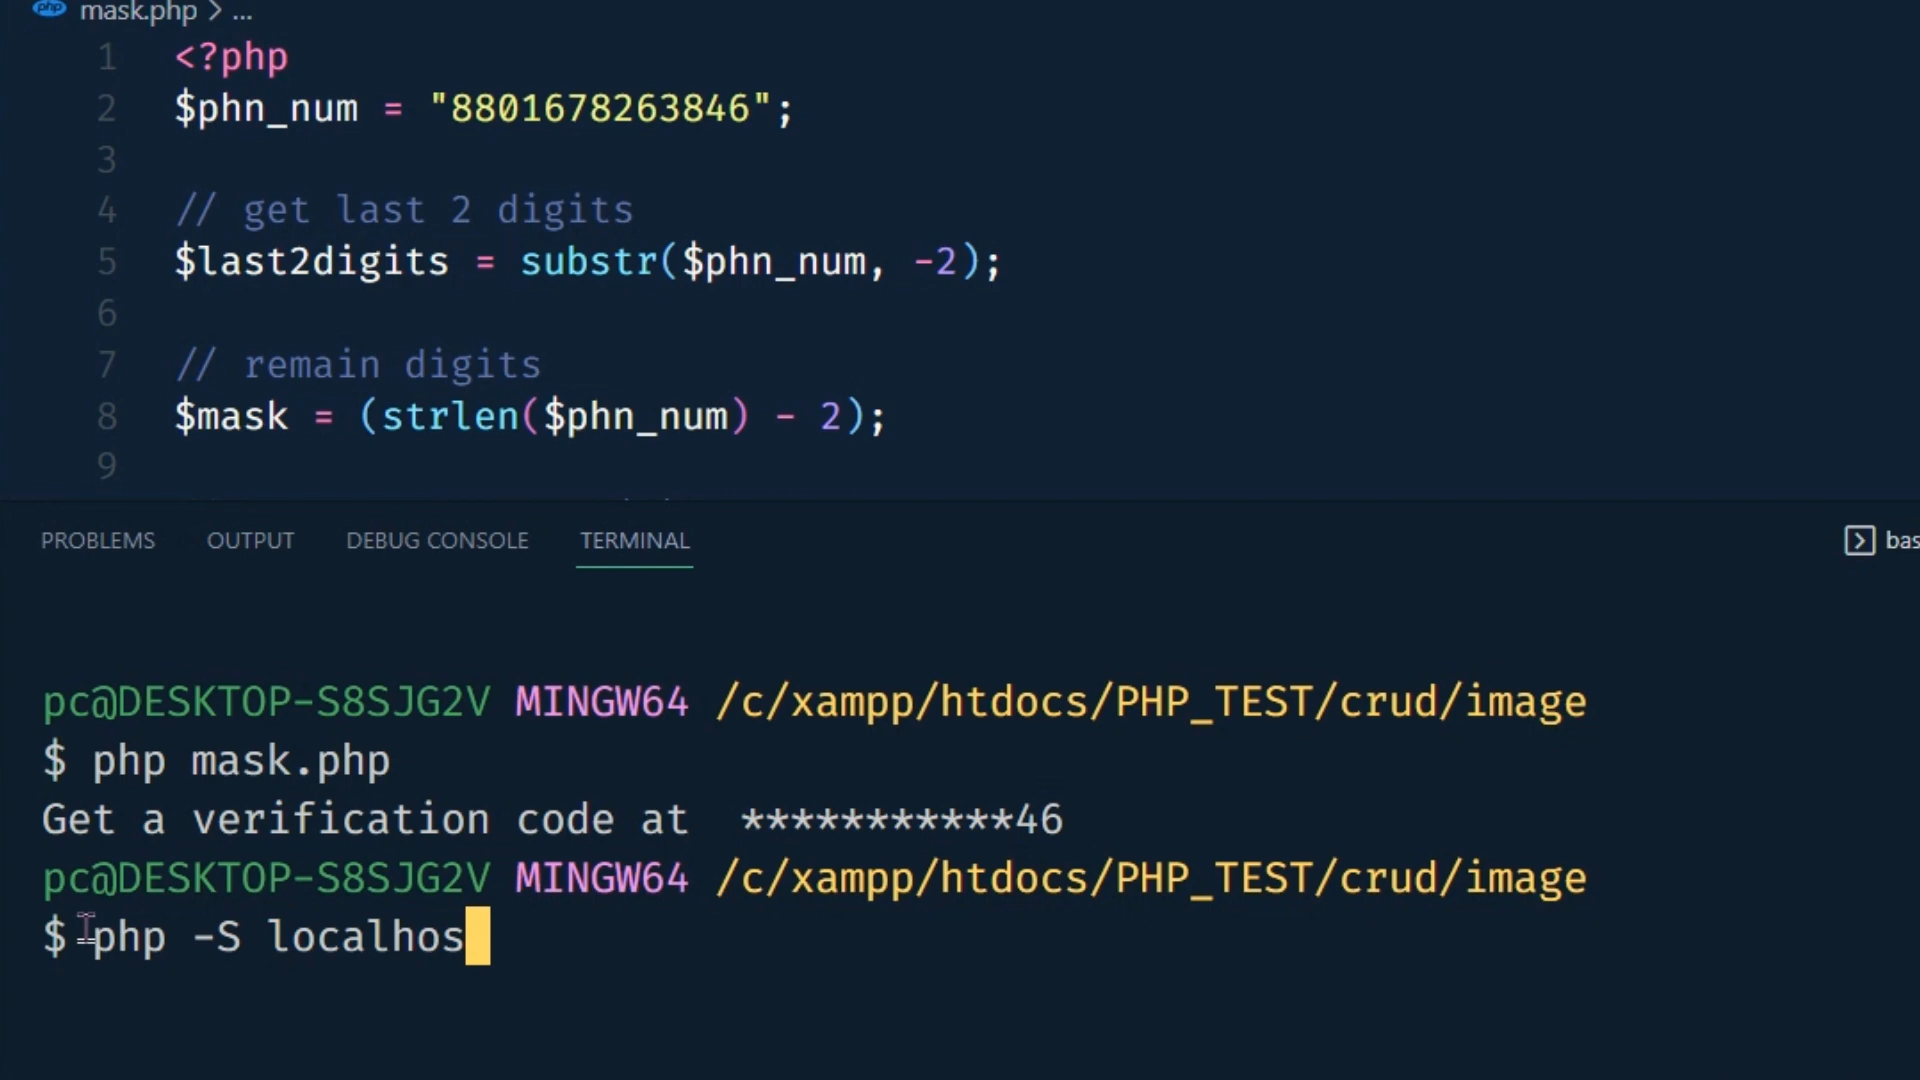 php mask.php > ...
1 <?php
2 $phn_num = "8801678263846";
3
4 // get last 2 digits
5 $last2digits = substr($phn_num, -2);
6
7 // remain digits
8 $mask = (strlen($phn_num) - 2);
9
PROBLEMS OUTPUT DEBUG CONSOLE TERMINAL bas
pc@DESKTOP-S8SJG2V MINGW64 /c/xampp/htdocs/PHP_TEST/crud/image
$ php mask.php
Get a verification code at  ***********46
pc@DESKTOP-S8SJG2V MINGW64 /c/xampp/htdocs/PHP_TEST/crud/image
$ php -S localhos